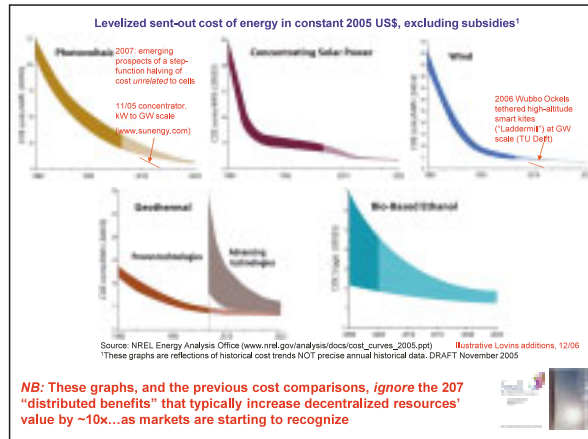 Levelized sent-out cost of energy in constant 2005 US$, excluding subsidies¹
Photovoltaics
2007: emerging
prospects of a step-
function halving of
cost unrelated to cells
11/05 concentrator,
kW to GW scale
(www.sunengy.com)
Concentrating Solar Power
Wind
2006 Wubbo Ockels
tethered high-altitude
smart kites
("Laddermill") at GW
scale (TU Delft)
Geothermal
Proven technologies
Advancing
technologies
Bio-Based Ethanol
Source: NREL Energy Analysis Office (www.nrel.gov/analysis/docs/cost_curves_2005.ppt)
Illustrative Lovins additions, 12/06
¹These graphs are reflections of historical cost trends NOT precise annual historical data. DRAFT November 2005
NB: These graphs, and the previous cost comparisons, ignore the 207
"distributed benefits" that typically increase decentralized resources'
value by ~10×…as markets are starting to recognize